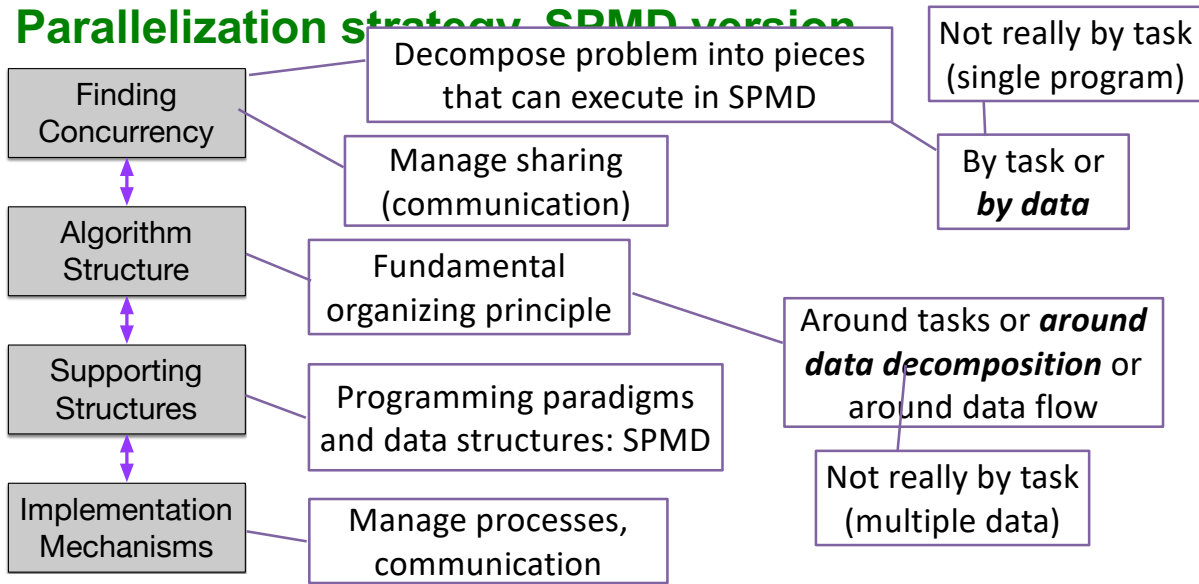 Parallelization strategy, SPMD version
Finding
Concurrency
Decompose problem into pieces
that can execute in SPMD
Not really by task
(single program)
Manage sharing
(communication)
By task or
by data
Algorithm
Structure
Fundamental
organizing principle
Around tasks or around
data decomposition or
around data flow
Supporting
Structures
Programming paradigms
and data structures: SPMD
Not really by task
(multiple data)
Implementation
Mechanisms
Manage processes,
communication